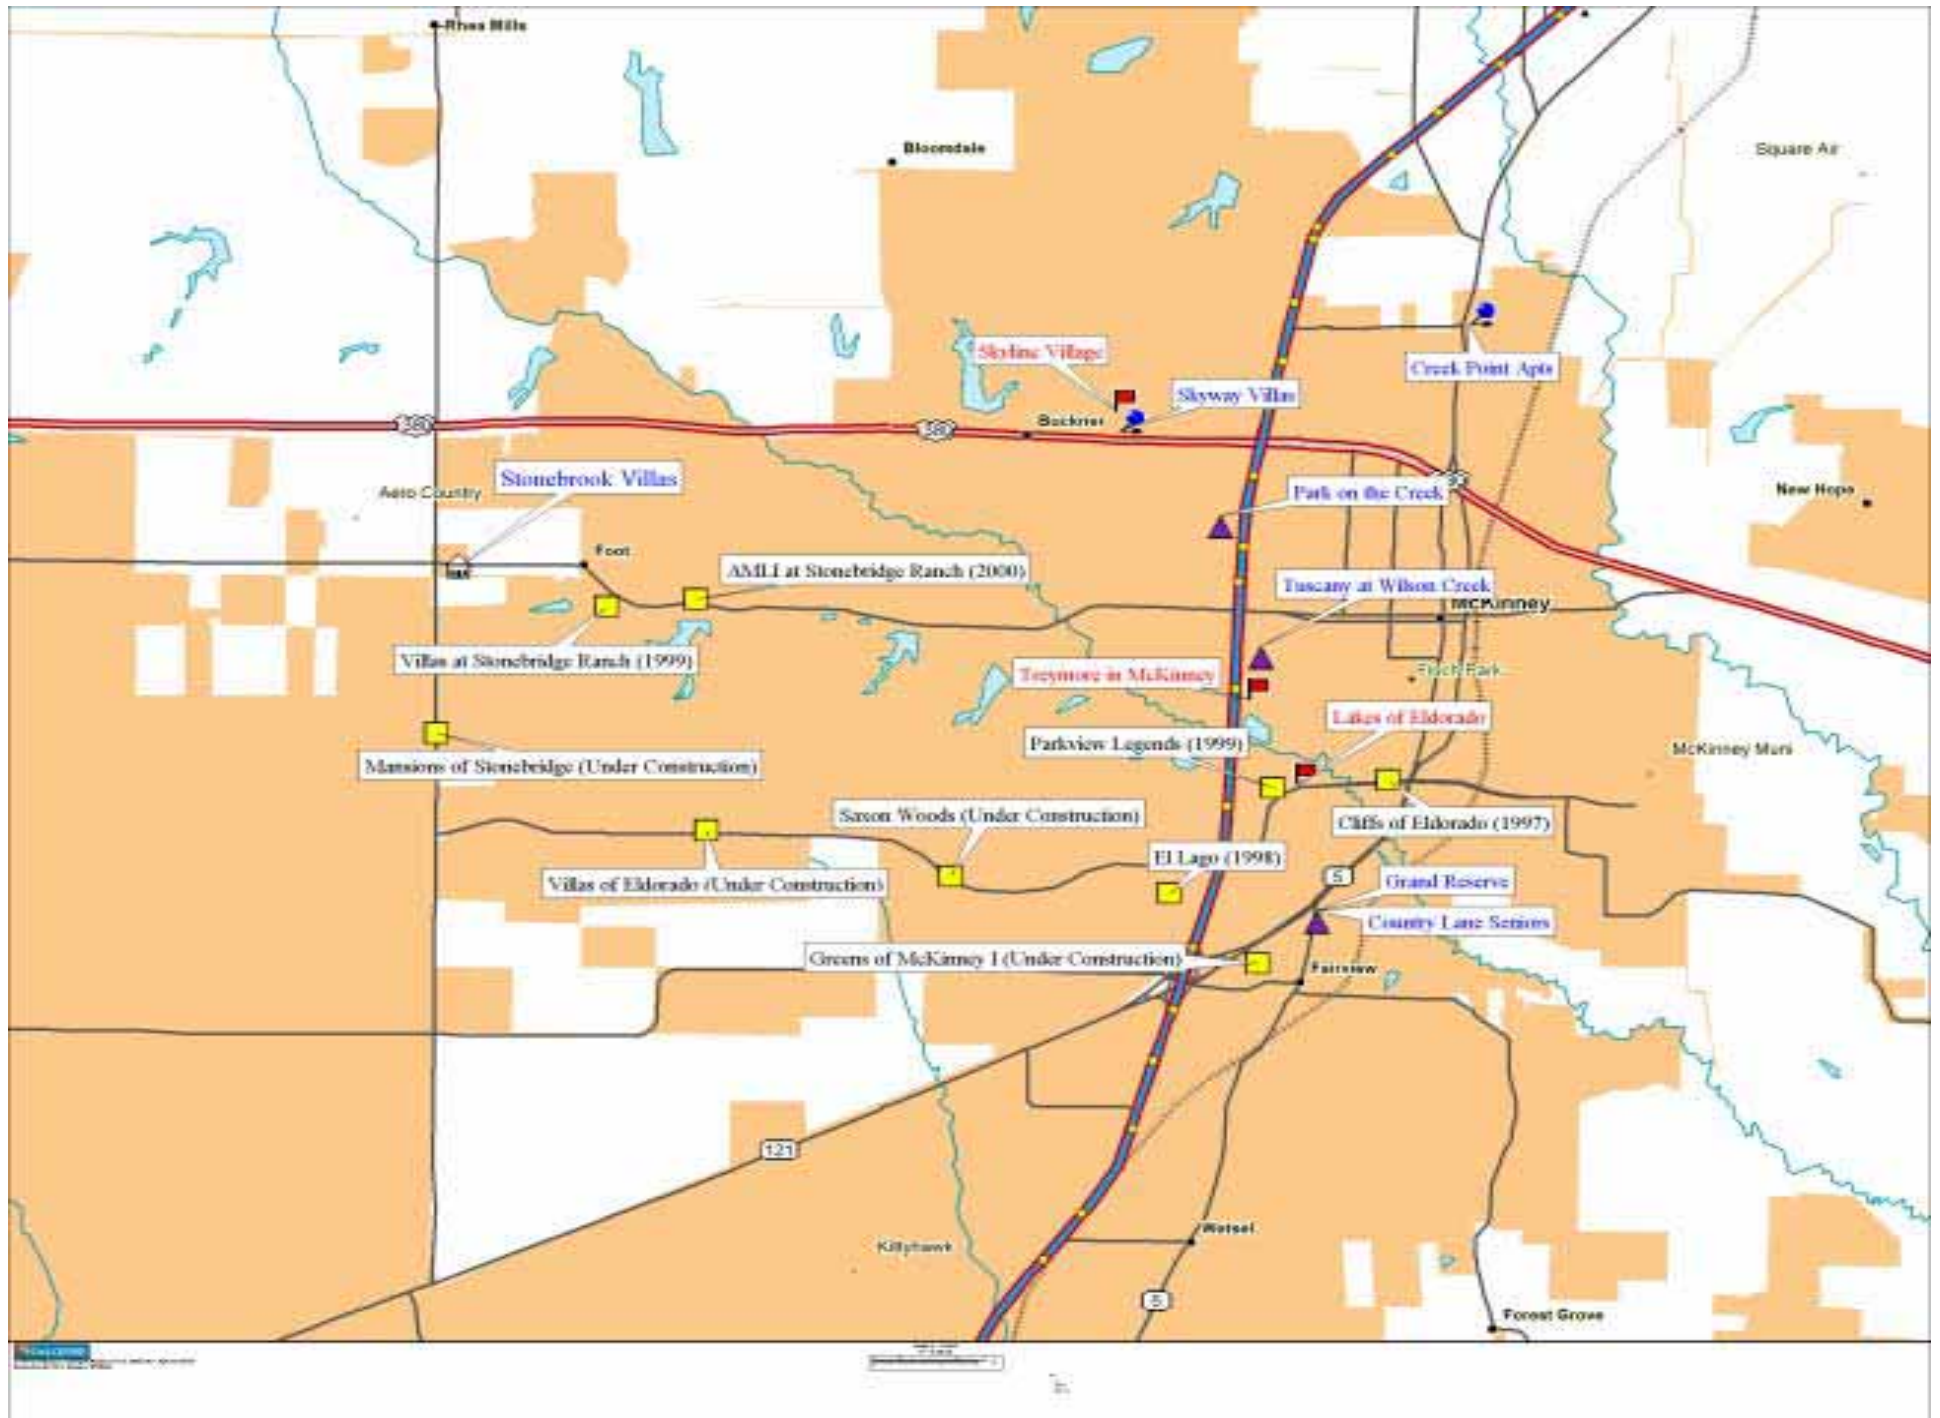 Rhea Mills
Bloomdale
Square Air
Skyline Village
Creek Point Apts
Skyway Villas
Buckner
380
380
Stonebrook Villas
Aero Country
Park on the Creek
New Hope
Foot
AMLI at Stonebridge Ranch (2000)
Tuscany at Wilson Creek
McKinney
Villas at Stonebridge Ranch (1999)
Treymore in McKinney
Finch Park
Lakes of Eldorado
Parkview Legends (1999)
McKinney Muni
Mansions of Stonebridge (Under Construction)
Saxon Woods (Under Construction)
Cliffs of Eldorado (1997)
El Lago (1998)
Villas of Eldorado (Under Construction)
5
Grand Reserve
Country Lane Seniors
Greens of McKinney I (Under Construction)
Fairview
121
Kittyhawk
Wetsel
5
Forest Grove